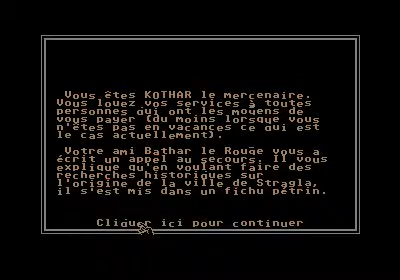 Vous êtes KOTHAR le mercenaire.
Vous louez vos services à toutes
personnes qui ont les moyens de
vous payer (du moins lorsque vous
n'êtes pas en vacances ce qui est
le cas actuellement).
Votre ami Bathar le Rouge vous a
écrit un appel au secours. Il vous
explique qu'en voulant faire des
recherches historiques sur
l'origine de la ville de Stragla,
il s'est mis dans un fichu pétrin.
Cliquer ici pour continuer